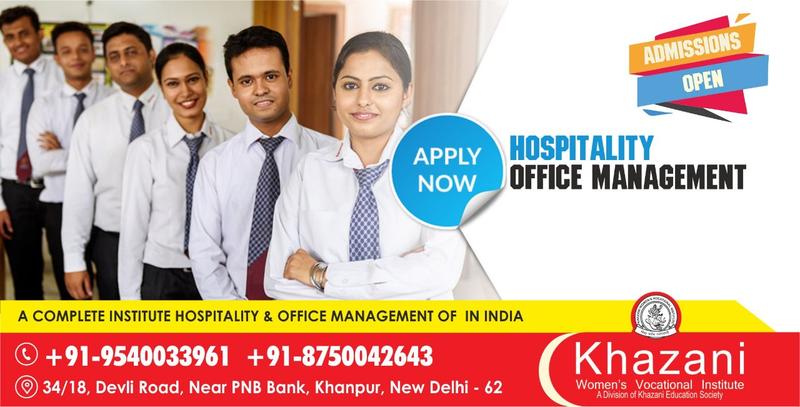 ADMISSIONS
OPEN
APPLY
NOW
HOSPITALITY
OFFICE MANAGEMENT
A COMPLETE INSTITUTE HOSPITALITY & OFFICE MANAGEMENT OF IN INDIA
+91-9540033961 +91-8750042643
34/18, Devli Road, Near PNB Bank, Khanpur, New Delhi - 62
Khazani
Women's Vocational Institute
A Division of Khazani Education Society